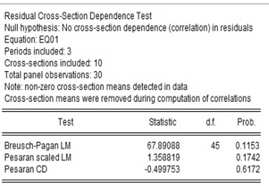 Residual Cross-Section Dependence Test
Null hypothesis: No cross-section dependence (correlation) in residuals
Equation: EQ01
Periods included: 3
Cross-sections included: 10
Total panel observations: 30
Note: non-zero cross-section means detected in data
Cross-section means were removed during computation of correlations
Test Statistic d.f. Prob.
Breusch-Pagan LM 67.89088 45 0.1153
Pesaran scaled LM 1.358819 0.1742
Pesaran CD -0.499753 0.6172